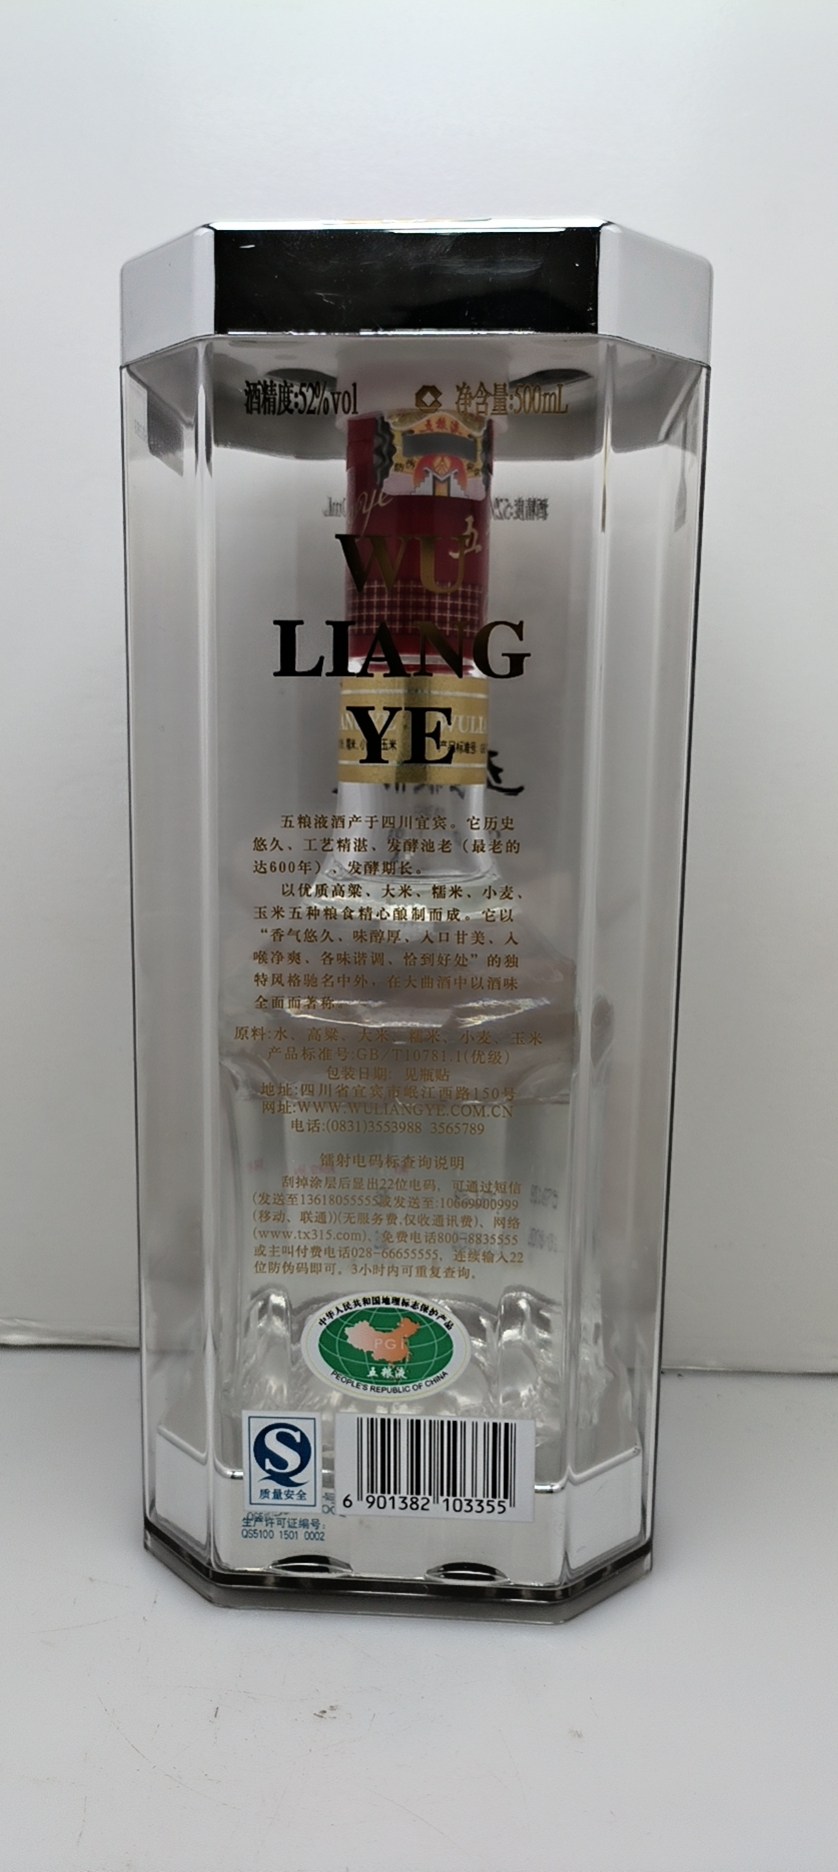 酒精度:52%vol 净含量:500mL
五粮液
WU
LIANG
YE
五粮液酒产于四川宜宾。它历史
悠久、工艺精湛、发酵池老（最老的
达600年）、发酵期长。
以优质高粱、大米、糯米、小麦、
玉米五种粮食精心酿制而成。它以
“香气悠久、味醇厚、入口甘美、入
喉净爽、各味谐调、恰到好处”的独
特风格驰名中外，在大曲酒中以酒味
全面而著称。
原料:水、高粱、大米、糯米、小麦、玉米
产品标准号:GB/T10781.1(优级)
包装日期：见瓶贴
地址:四川省宜宾市岷江西路150号
网址:WWW.WULIANGYE.COM.CN
电话:(0831)3553988 3565789
镭射电码标查询说明
刮掉涂层后显出22位电码，可通过短信
(发送至13618055555或发送至:10669900999
(移动、联通))(无服务费,仅收通讯费)、网络
(www.tx315.com)、免费电话800-8835555
或主叫付费电话028-66655555，连续输入22
位防伪码即可。3小时内可重复查询。
中华人民共和国地理标志保护产品
PGI
五粮液
PEOPLE'S REPUBLIC OF CHINA
质量安全
6 901382 103355
生产许可证编号:
QS5100 1501 0002